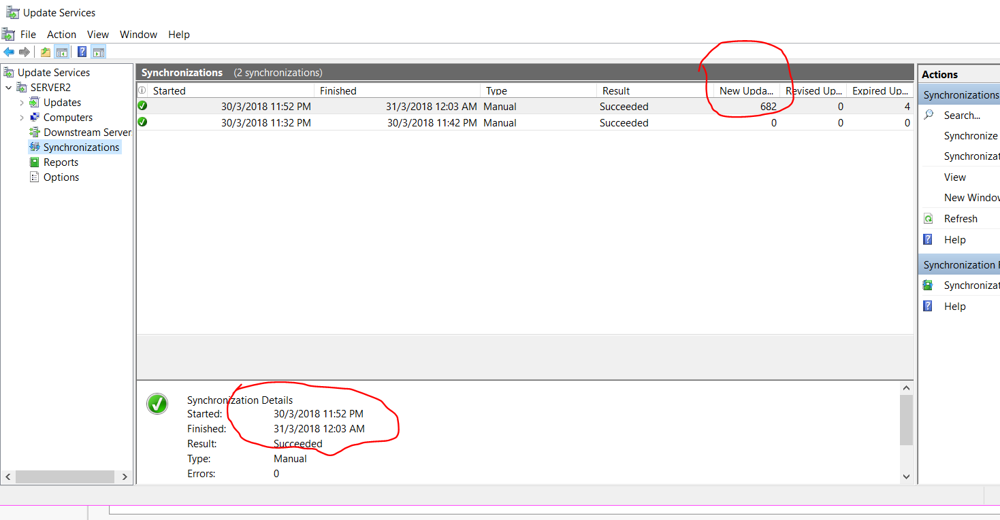 Update Services
File Action View Window Help
Update Services
SERVER2
Updates
Computers
Downstream Server
Synchronizations
Reports
Options
Synchronizations (2 synchronizations)
Started Finished Type Result New Upda... Revised Up... Expired Up...
30/3/2018 11:52 PM 31/3/2018 12:03 AM Manual Succeeded 682 0 4
30/3/2018 11:32 PM 30/3/2018 11:42 PM Manual Succeeded 0 0 0
Synchronization Details
Started: 30/3/2018 11:52 PM
Finished: 31/3/2018 12:03 AM
Result: Succeeded
Type: Manual
Errors: 0
Actions
Synchronizations
Search...
Synchronize
Synchronizat
View
New Window
Refresh
Help
Synchronization
Synchronizat
Help